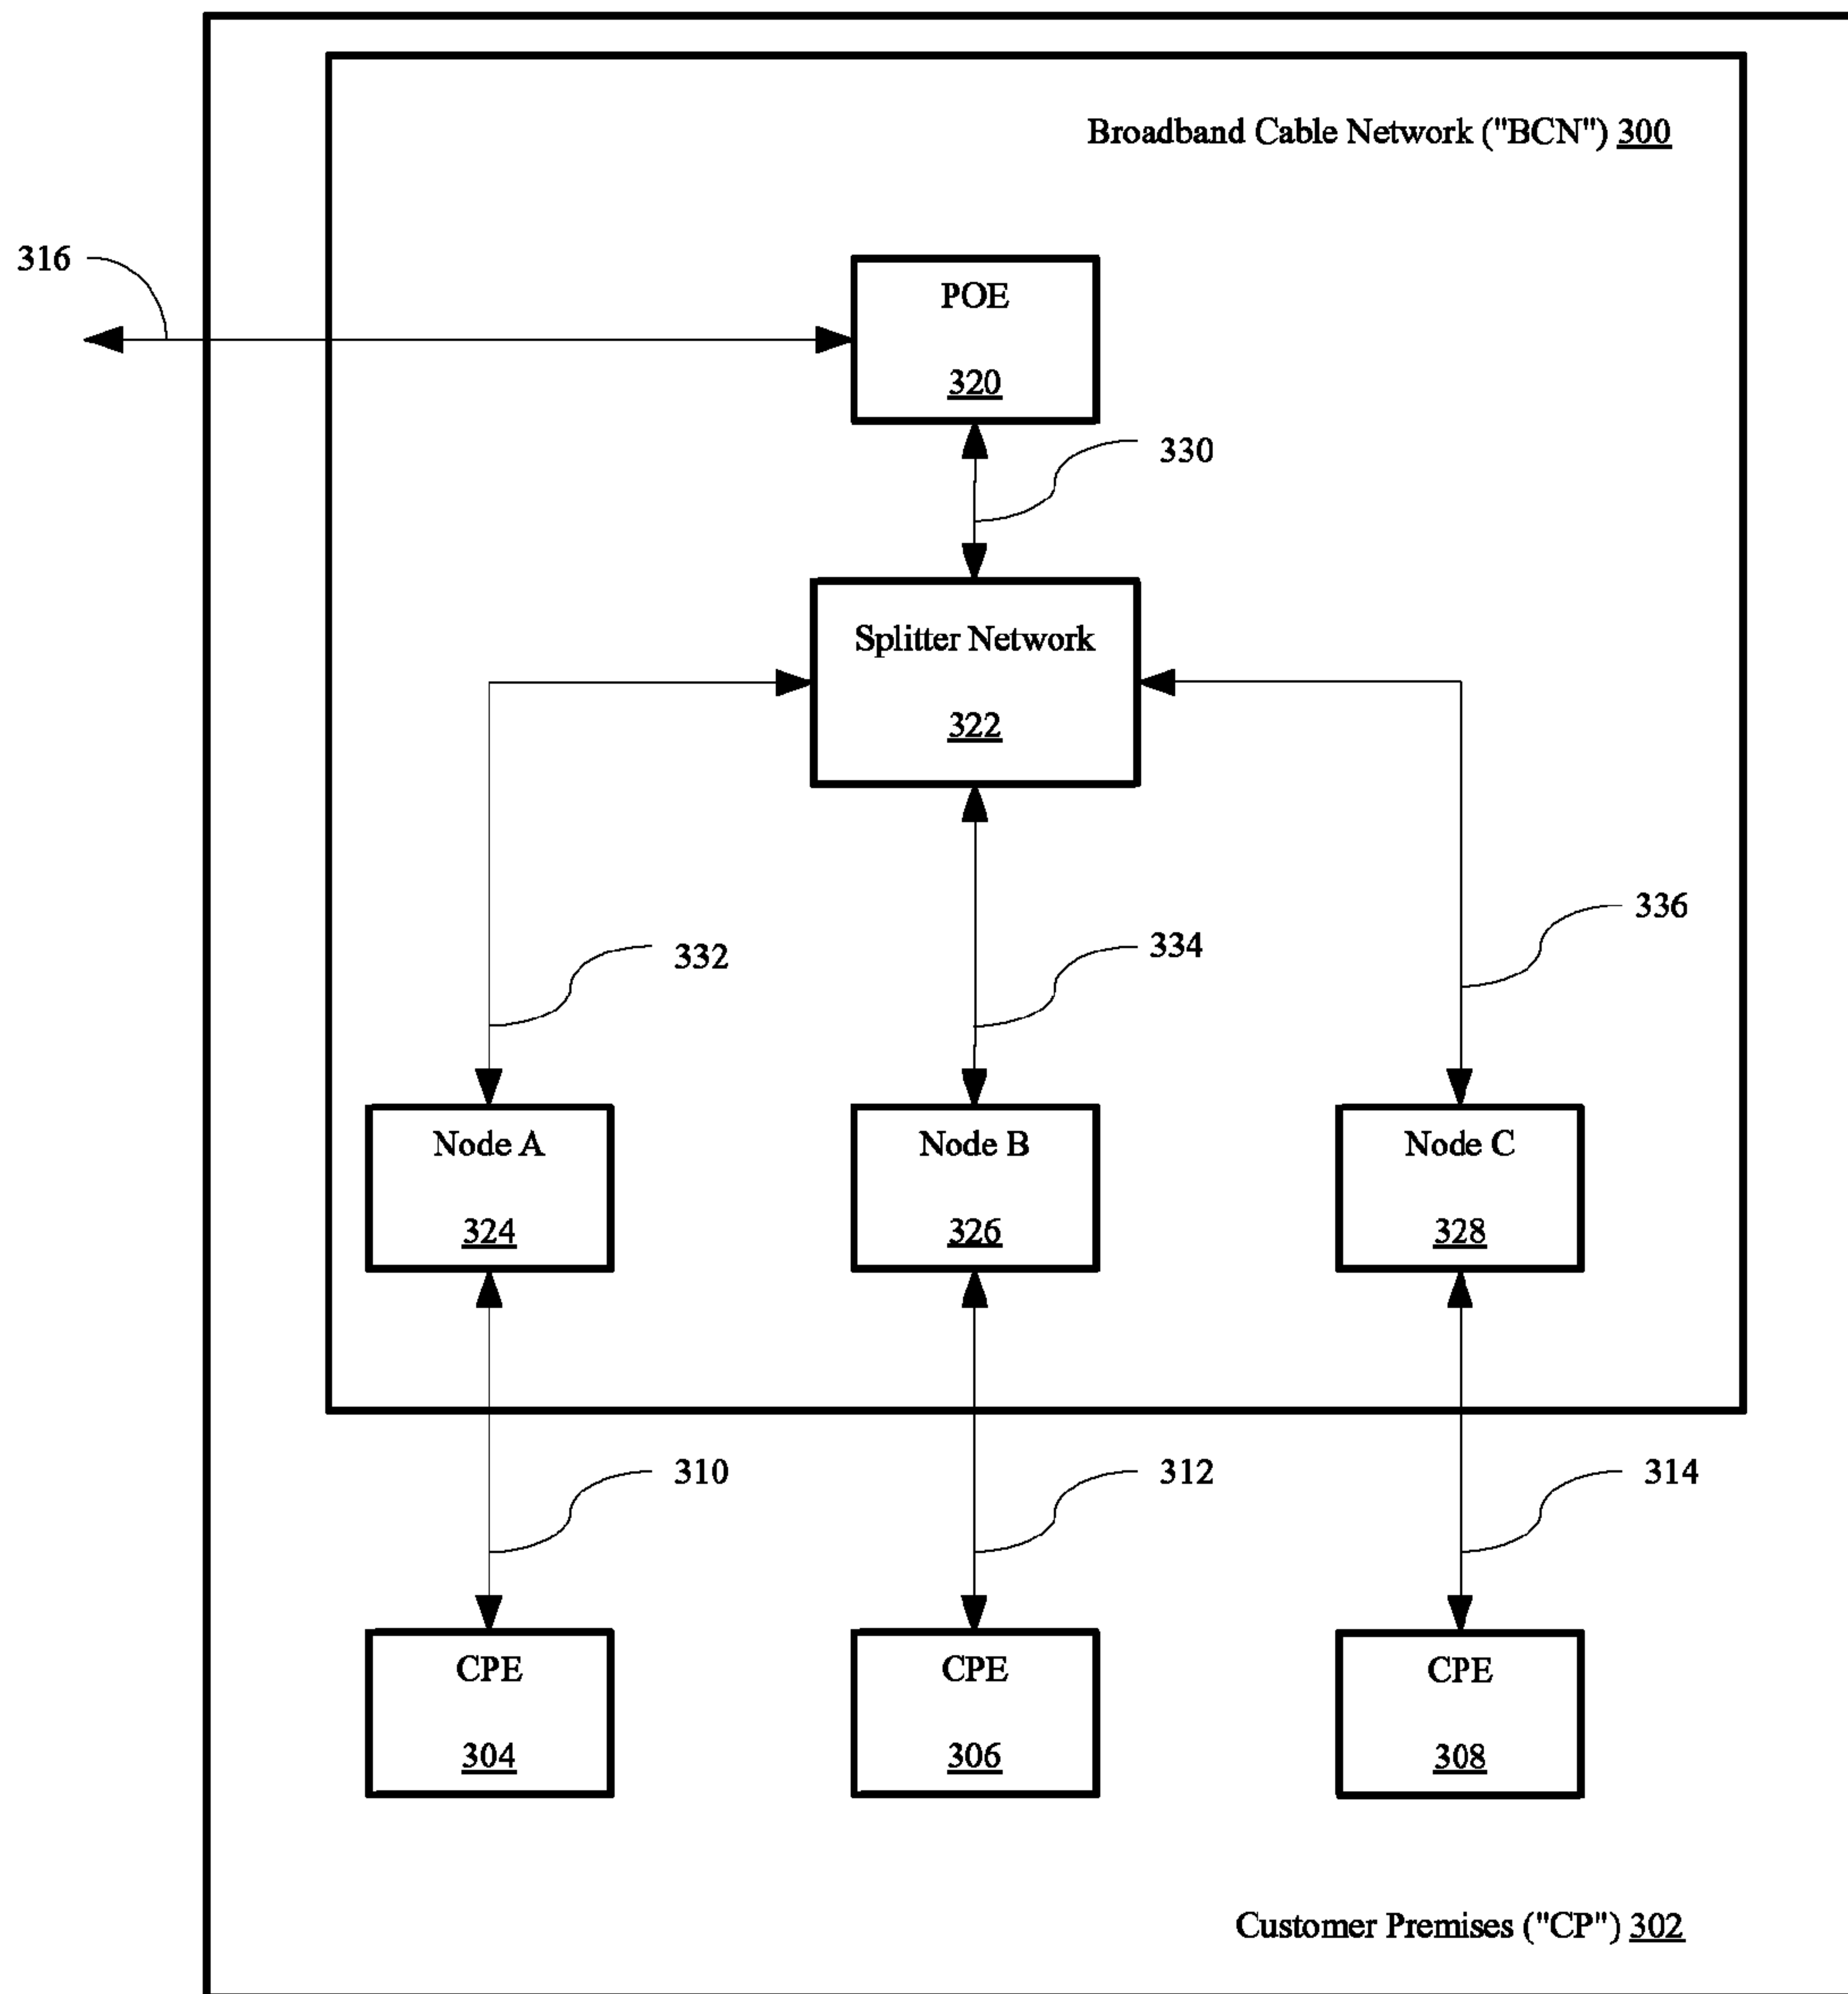 Broadband Cable Network ("BCN") 300
316
POE
320
330
Splitter Network
322
336
332
334
Node A
324
Node B
326
Node C
328
310
312
314
CPE
304
CPE
306
CPE
308
Customer Premises ("CP") 302